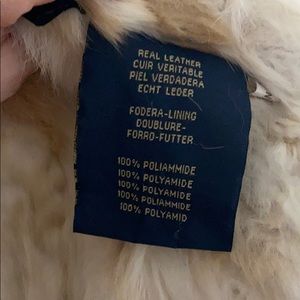 REAL LEATHER
CUIR VERITABLE
PIEL VERDADERA
ECHT LEDER
FODERA-LINING
DOUBLURE-
FORRO-FUTTER
100% POLIAMMIDE
100% POLYAMIDE
100% POLYAMIDE
100% POLIAMMIDE
100% POLYAMID